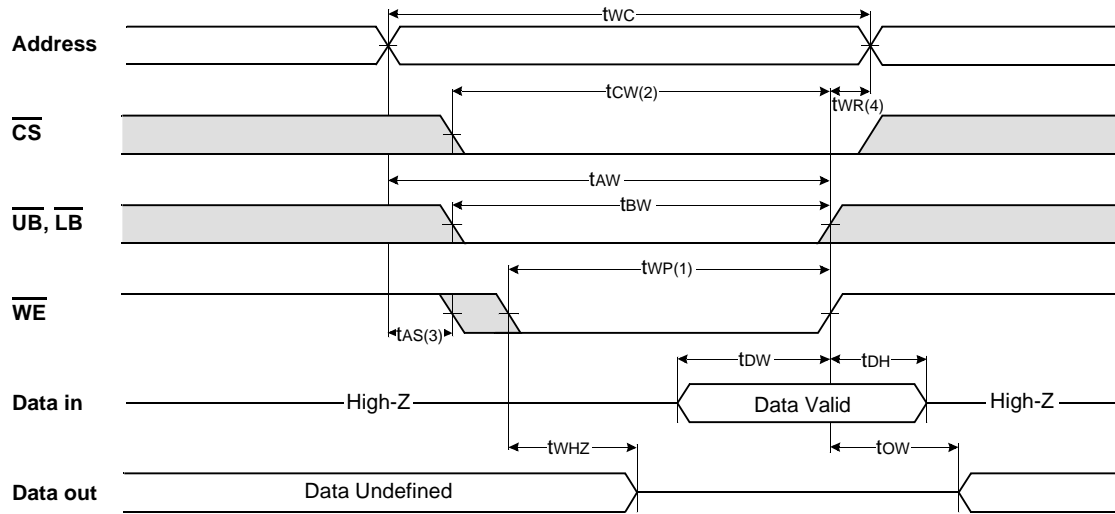 tWC
Address
tCW(2)
tWR(4)
CS
tAW
UB, LB
tBW
tWP(1)
WE
tAS(3)
tDW
tDH
Data in
High-Z
Data Valid
High-Z
tWHZ
tOW
Data out
Data Undefined